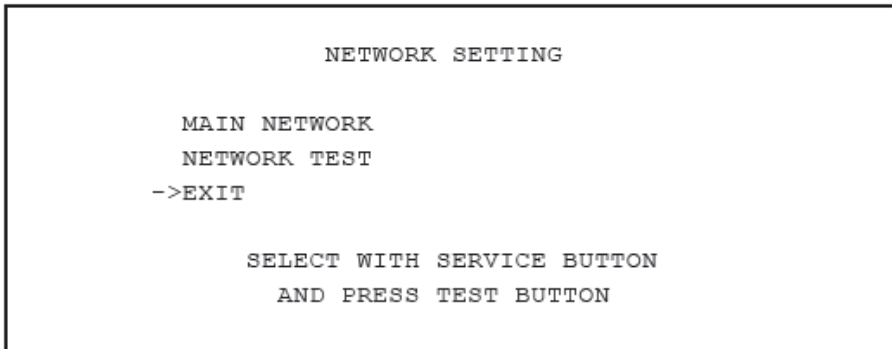 NETWORK SETTING
MAIN NETWORK
NETWORK TEST
->EXIT
SELECT WITH SERVICE BUTTON
AND PRESS TEST BUTTON